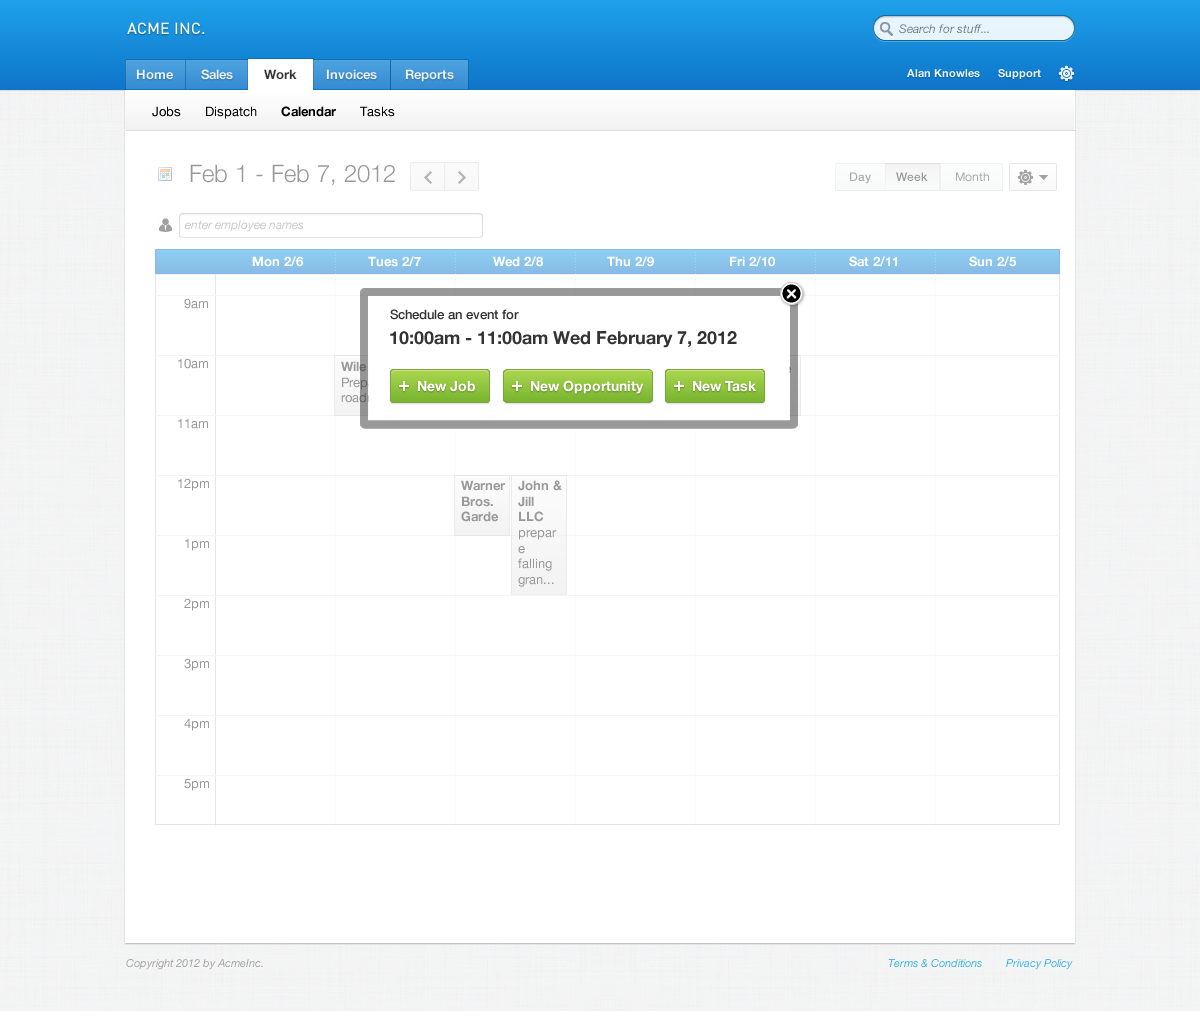 ACME INC.
Search for stuff...
Home Sales Work Invoices Reports
Alan Knowles Support
Jobs Dispatch Calendar Tasks
Feb 1 - Feb 7, 2012
Day Week Month
enter employee names
Mon 2/6 Tues 2/7 Wed 2/8 Thu 2/9 Fri 2/10 Sat 2/11 Sun 2/5
9am
Schedule an event for
10:00am - 11:00am Wed February 7, 2012
10am
Wile
+ New Job + New Opportunity + New Task
11am
12pm
Warner
Bros.
Garde
John &
Jill
LLC
prepar
e
falling
gran...
1pm
2pm
3pm
4pm
5pm
Copyright 2012 by AcmeInc.
Terms & Conditions Privacy Policy